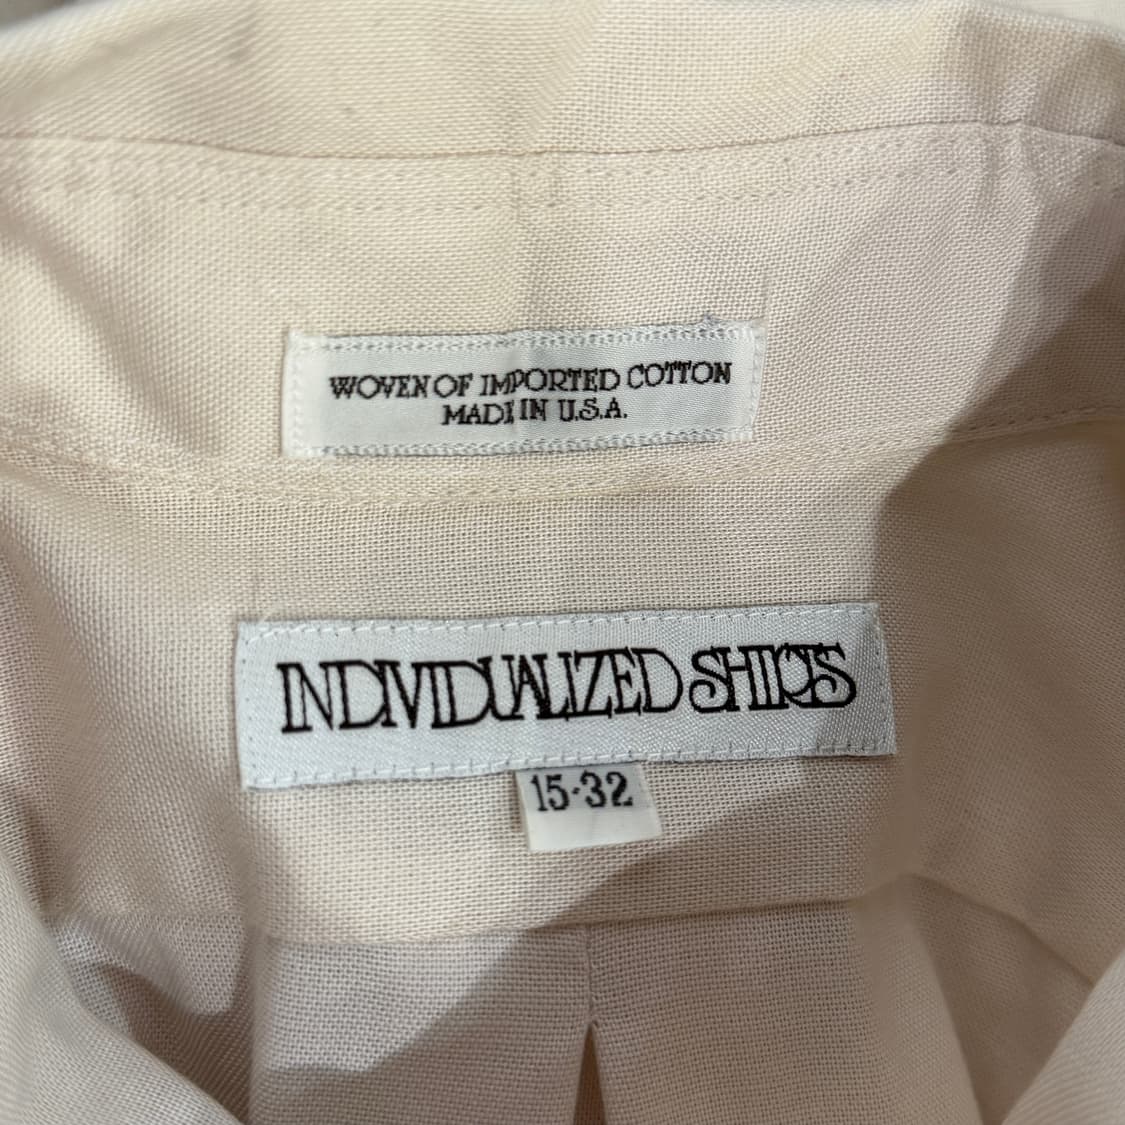 WOVEN OF IMPORTED COTTON
MADE IN U.S.A.
INDIVIDUALIZED SHIRTS
15-32